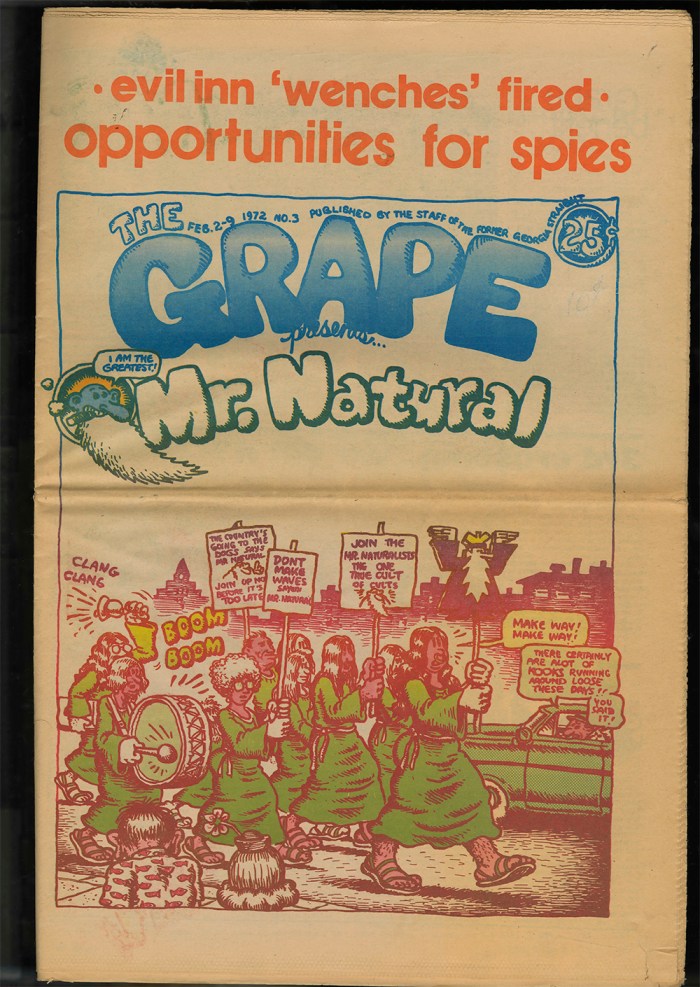 · evil inn 'wenches' fired ·
opportunities for spies
THE
FEB. 2-9 1972 NO. 3 PUBLISHED BY THE STAFF OF THE FORMER GEORGIA STRAIGHT
25¢
GRAPE
presents...
I AM THE
GREATEST!
Mr. Natural
THE COUNTRY'S
GOING TO THE
DOGS SAYS
MR NATURAL
JOIN UP NOW
BEFORE IT'S
TOO LATE
DONT
MAKE
WAVES
SAYETH
MR. NATURAL
JOIN THE
MR. NATURALISTS
THE ONE
TRUE CULT
OF CULTS
CLANG
CLANG
BOOM
BOOM
MAKE WAY!
MAKE WAY!
THERE CERTAINLY
ARE ALOT OF
KOOKS RUNNING
AROUND LOOSE
THESE DAYS!!
YOU
SAID
IT!